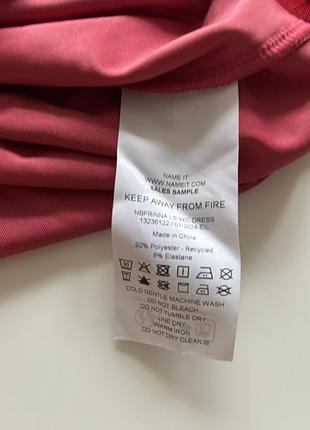 NAME IT
WWW.NAMEIT.COM
SALES SAMPLE
KEEP AWAY FROM FIRE
NBFRINNA LS VEL DRESS
13236122 / 01-2024-EIL
Made in China
92% Polyester - Recycled
8% Elastane
COLD GENTLE MACHINE WASH
DO NOT BLEACH
DO NOT TUMBLE DRY
LINE DRY
WARM IRON
DO NOT DRY CLEAN